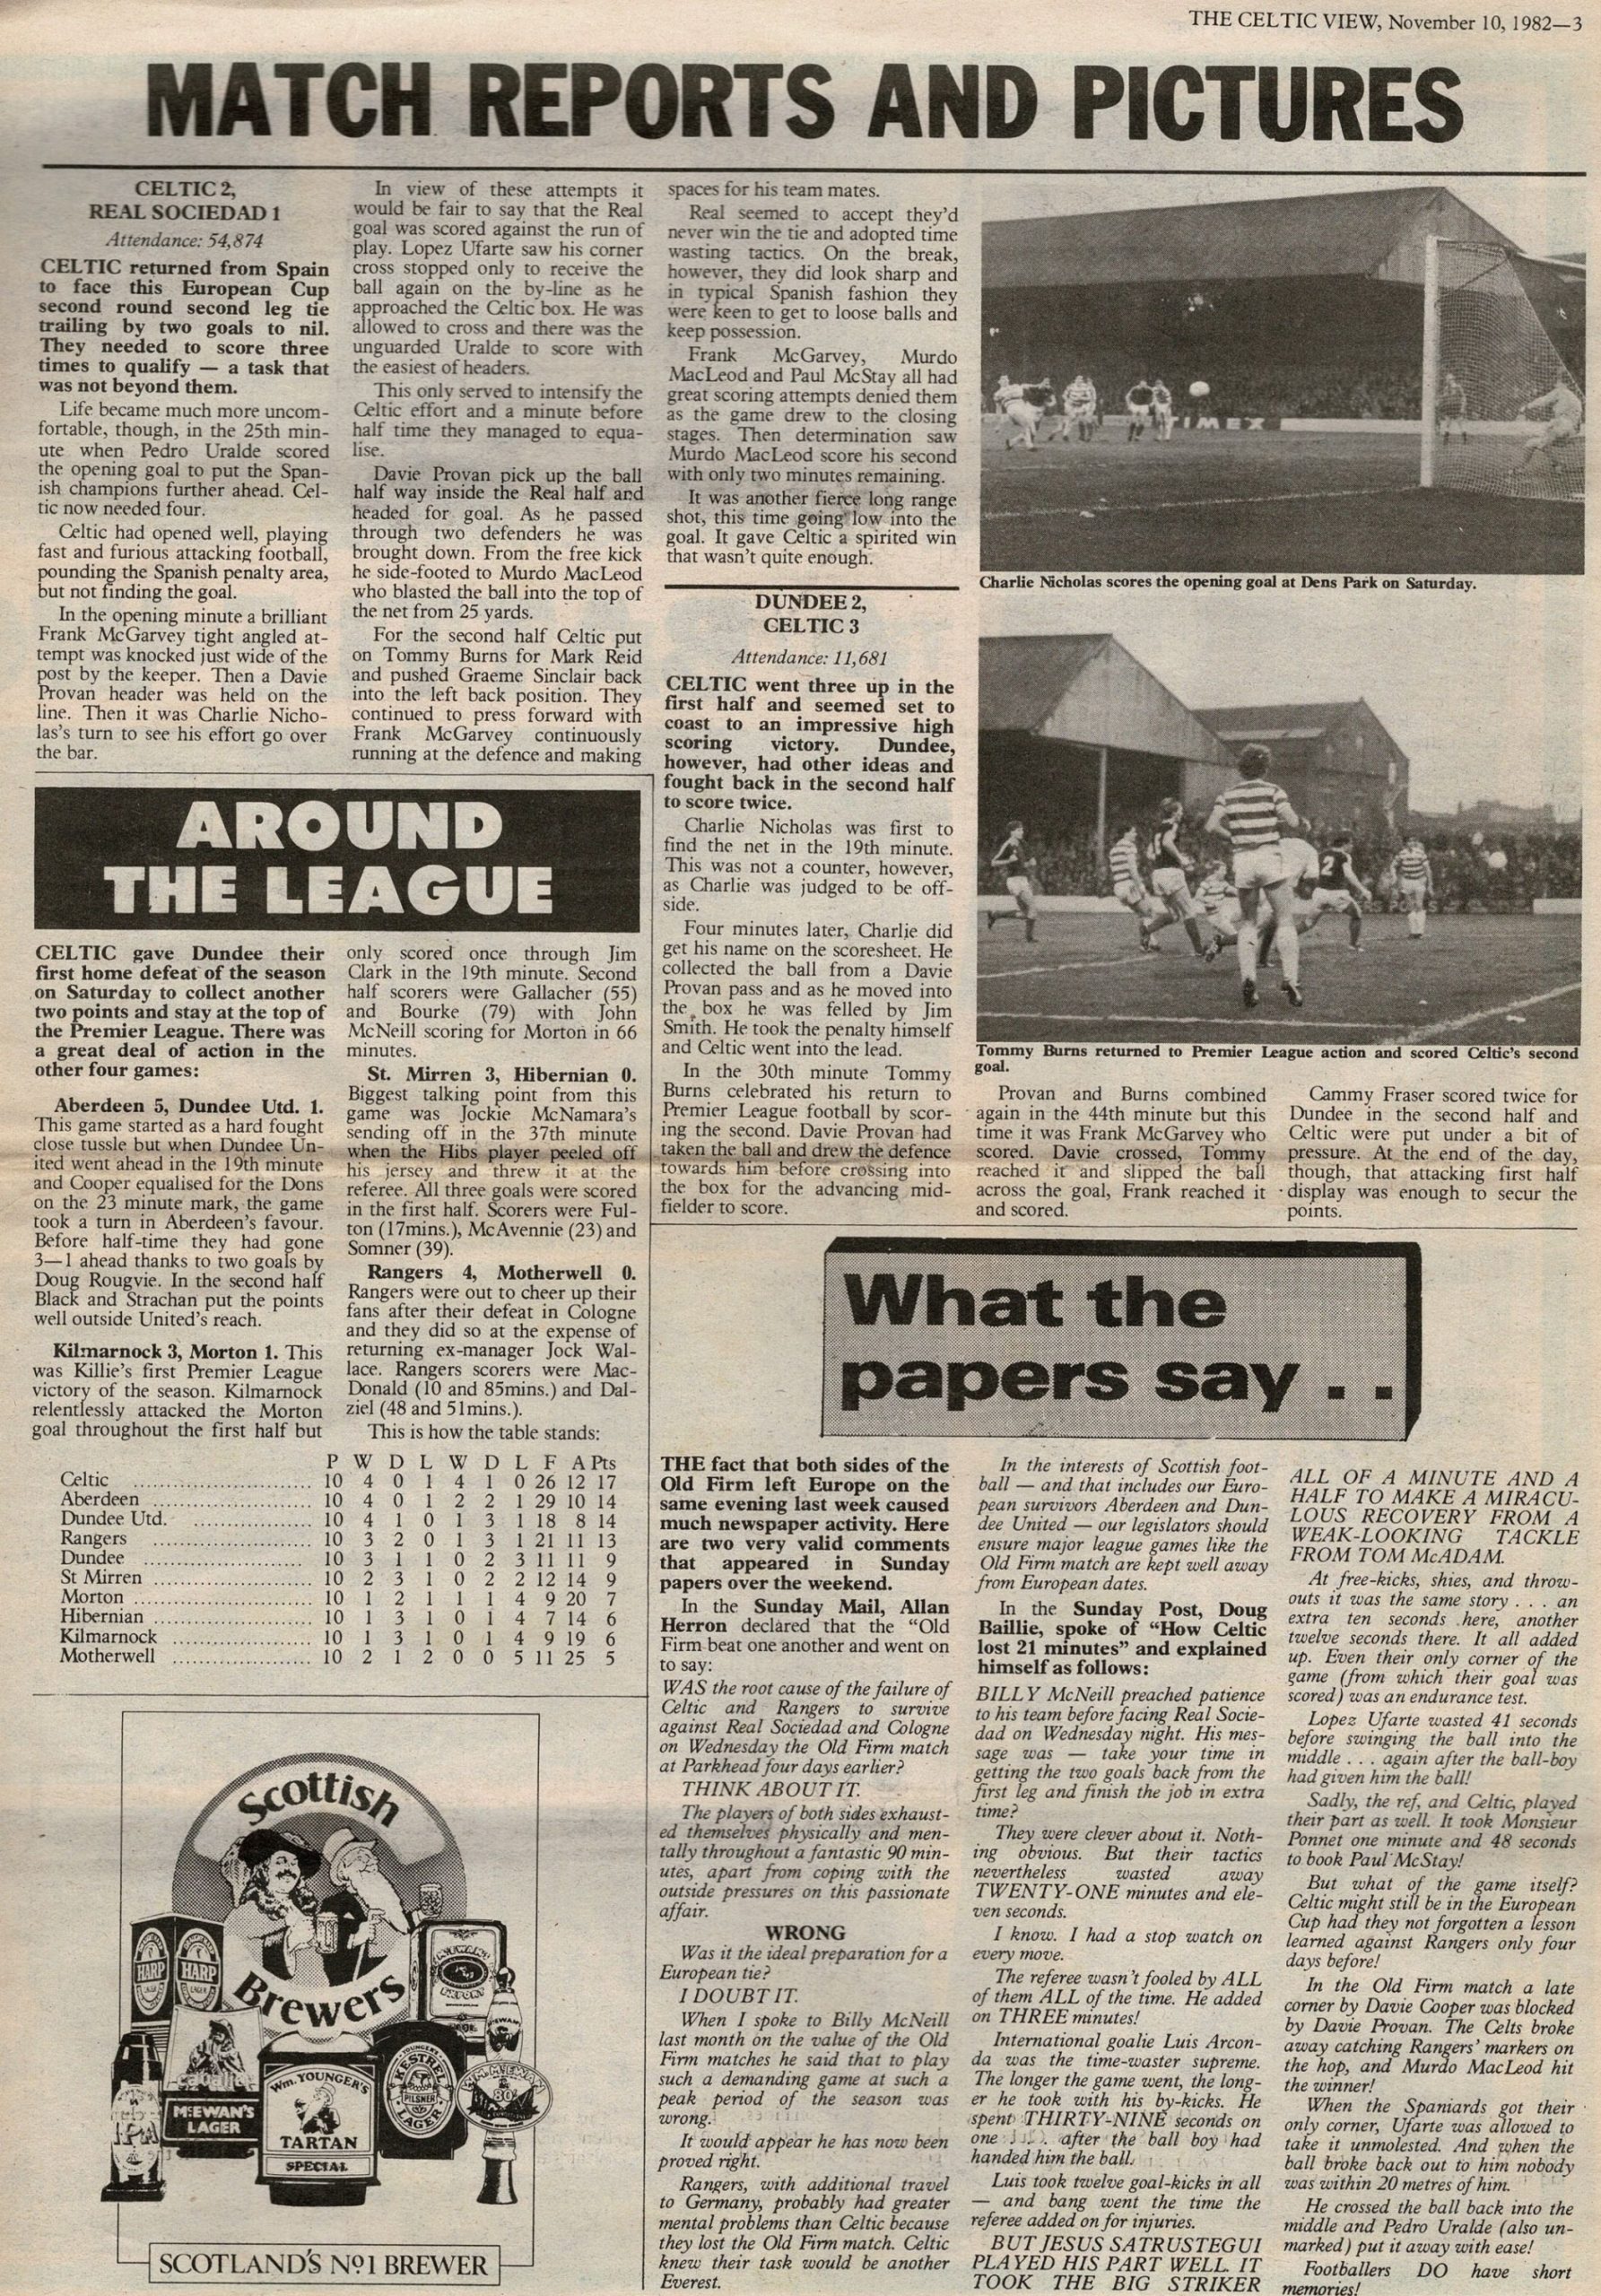 THE CELTIC VIEW, November 10, 1982—3
MATCH REPORTS AND PICTURES
CELTIC 2,
REAL SOCIEDAD 1
Attendance: 54,874
CELTIC returned from Spain
to face this European Cup
second round second leg tie
trailing by two goals to nil.
They needed to score three
times to qualify — a task that
was not beyond them.
Life became much more uncom-
fortable, though, in the 25th min-
ute when Pedro Uralde scored
the opening goal to put the Span-
ish champions further ahead. Cel-
tic now needed four.
Celtic had opened well, playing
fast and furious attacking football,
pounding the Spanish penalty area,
but not finding the goal.
In the opening minute a brilliant
Frank McGarvey tight angled at-
tempt was knocked just wide of the
post by the keeper. Then a Davie
Provan header was held on the
line. Then it was Charlie Nicho-
las's turn to see his effort go over
the bar.
In view of these attempts it
would be fair to say that the Real
goal was scored against the run of
play. Lopez Ufarte saw his corner
cross stopped only to receive the
ball again on the by-line as he
approached the Celtic box. He was
allowed to cross and there was the
unguarded Uralde to score with
the easiest of headers.
This only served to intensify the
Celtic effort and a minute before
half time they managed to equa-
lise.
Davie Provan pick up the ball
half way inside the Real half and
headed for goal. As he passed
through two defenders he was
brought down. From the free kick
he side-footed to Murdo MacLeod
who blasted the ball into the top of
the net from 25 yards.
For the second half Celtic put
on Tommy Burns for Mark Reid
and pushed Graeme Sinclair back
into the left back position. They
continued to press forward with
Frank McGarvey continuously
running at the defence and making
spaces for his team mates.
Real seemed to accept they'd
never win the tie and adopted time
wasting tactics. On the break,
however, they did look sharp and
in typical Spanish fashion they
were keen to get to loose balls and
keep possession.
Frank McGarvey, Murdo
MacLeod and Paul McStay all had
great scoring attempts denied them
as the game drew to the closing
stages. Then determination saw
Murdo MacLeod score his second
with only two minutes remaining.
It was another fierce long range
shot, this time going low into the
goal. It gave Celtic a spirited win
that wasn't quite enough.
DUNDEE 2,
CELTIC 3
Attendance: 11,681
CELTIC went three up in the
first half and seemed set to
coast to an impressive high
scoring victory. Dundee,
however, had other ideas and
fought back in the second half
to score twice.
Charlie Nicholas was first to
find the net in the 19th minute.
This was not a counter, however,
as Charlie was judged to be off-
side.
Four minutes later, Charlie did
get his name on the scoresheet. He
collected the ball from a Davie
Provan pass and as he moved into
the box he was felled by Jim
Smith. He took the penalty himself
and Celtic went into the lead.
In the 30th minute Tommy
Burns celebrated his return to
Premier League football by scor-
ing the second. Davie Provan had
taken the ball and drew the defence
towards him before crossing into
the box for the advancing mid-
fielder to score.
TIMEX
Charlie Nicholas scores the opening goal at Dens Park on Saturday.
2
Tommy Burns returned to Premier League action and scored Celtic's second
goal.
Provan and Burns combined
again in the 44th minute but this
time it was Frank McGarvey who
scored. Davie crossed, Tommy
reached it and slipped the ball
across the goal, Frank reached it
and scored.
Cammy Fraser scored twice for
Dundee in the second half and
Celtic were put under a bit of
pressure. At the end of the day,
though, that attacking first half
display was enough to secur the
points.
AROUND
THE LEAGUE
CELTIC gave Dundee their
first home defeat of the season
on Saturday to collect another
two points and stay at the top of
the Premier League. There was
a great deal of action in the
other four games:
Aberdeen 5, Dundee Utd. 1.
This game started as a hard fought
close tussle but when Dundee Un-
ited went ahead in the 19th minute
and Cooper equalised for the Dons
on the 23 minute mark, the game
took a turn in Aberdeen's favour.
Before half-time they had gone
3—1 ahead thanks to two goals by
Doug Rougvie. In the second half
Black and Strachan put the points
well outside United's reach.
Kilmarnock 3, Morton 1. This
was Killie's first Premier League
victory of the season. Kilmarnock
relentlessly attacked the Morton
goal throughout the first half but
only scored once through Jim
Clark in the 19th minute. Second
half scorers were Gallacher (55)
and Bourke (79) with John
McNeill scoring for Morton in 66
minutes.
St. Mirren 3, Hibernian 0.
Biggest talking point from this
game was Jockie McNamara's
sending off in the 37th minute
when the Hibs player peeled off
his jersey and threw it at the
referee. All three goals were scored
in the first half. Scorers were Ful-
ton (17mins.), McAvennie (23) and
Somner (39).
Rangers 4, Motherwell 0.
Rangers were out to cheer up their
fans after their defeat in Cologne
and they did so at the expense of
returning ex-manager Jock Wal-
lace. Rangers scorers were Mac-
Donald (10 and 85mins.) and Dal-
ziel (48 and 51mins.).
This is how the table stands:
P W D L W D L F A Pts
Celtic .............................. 10 4 0 1 4 1 0 26 12 17
Aberdeen .......................... 10 4 0 1 2 2 1 29 10 14
Dundee Utd. ..................... 10 4 1 0 1 3 1 18 8 14
Rangers ........................... 10 3 2 0 1 3 1 21 11 13
Dundee ........................... 10 3 1 1 0 2 3 11 11 9
St Mirren .......................... 10 2 3 1 0 2 2 12 14 9
Morton ............................ 10 1 2 1 1 1 4 9 20 7
Hibernian .......................... 10 1 3 1 0 1 4 7 14 6
Kilmarnock ....................... 10 1 3 1 0 1 4 9 19 6
Motherwell ....................... 10 2 1 2 0 0 5 11 25 5
Scottish
Brewers
HARP
HARP
McEWAN'S
LAGER
Wm. YOUNGER'S
TARTAN
SPECIAL
KESTREL
PILSNER
LAGER
80/-
IPA
SCOTLAND'S No1 BREWER
What the
papers say . .
THE fact that both sides of the
Old Firm left Europe on the
same evening last week caused
much newspaper activity. Here
are two very valid comments
that appeared in Sunday
papers over the weekend.
In the Sunday Mail, Allan
Herron declared that the "Old
Firm beat one another and went on
to say:
WAS the root cause of the failure of
Celtic and Rangers to survive
against Real Sociedad and Cologne
on Wednesday the Old Firm match
at Parkhead four days earlier?
THINK ABOUT IT.
The players of both sides exhaust-
ed themselves physically and men-
tally throughout a fantastic 90 min-
utes, apart from coping with the
outside pressures on this passionate
affair.
WRONG
Was it the ideal preparation for a
European tie?
I DOUBT IT.
When I spoke to Billy McNeill
last month on the value of the Old
Firm matches he said that to play
such a demanding game at such a
peak period of the season was
wrong.
It would appear he has now been
proved right.
Rangers, with additional travel
to Germany, probably had greater
mental problems than Celtic because
they lost the Old Firm match. Celtic
knew their task would be another
Everest.
In the interests of Scottish foot-
ball — and that includes our Euro-
pean survivors Aberdeen and Dun-
dee United — our legislators should
ensure major league games like the
Old Firm match are kept well away
from European dates.
In the Sunday Post, Doug
Baillie, spoke of "How Celtic
lost 21 minutes" and explained
himself as follows:
BILLY McNeill preached patience
to his team before facing Real Socie-
dad on Wednesday night. His mes-
sage was — take your time in
getting the two goals back from the
first leg and finish the job in extra
time?
They were clever about it. Noth-
ing obvious. But their tactics
nevertheless wasted away
TWENTY-ONE minutes and ele-
ven seconds.
I know. I had a stop watch on
every move.
The referee wasn't fooled by ALL
of them ALL of the time. He added
on THREE minutes!
International goalie Luis Arcon-
da was the time-waster supreme.
The longer the game went, the long-
er he took with his by-kicks. He
spent THIRTY-NINE seconds on
one . . . after the ball boy had
handed him the ball.
Luis took twelve goal-kicks in all
— and bang went the time the
referee added on for injuries.
BUT JESUS SATRUSTEGUI
PLAYED HIS PART WELL. IT
TOOK THE BIG STRIKER
ALL OF A MINUTE AND A
HALF TO MAKE A MIRACU-
LOUS RECOVERY FROM A
WEAK-LOOKING TACKLE
FROM TOM McADAM.
At free-kicks, shies, and throw-
outs it was the same story . . . an
extra ten seconds here, another
twelve seconds there. It all added
up. Even their only corner of the
game (from which their goal was
scored) was an endurance test.
Lopez Ufarte wasted 41 seconds
before swinging the ball into the
middle . . . again after the ball-boy
had given him the ball!
Sadly, the ref, and Celtic, played
their part as well. It took Monsieur
Ponnet one minute and 48 seconds
to book Paul McStay!
But what of the game itself?
Celtic might still be in the European
Cup had they not forgotten a lesson
learned against Rangers only four
days before!
In the Old Firm match a late
corner by Davie Cooper was blocked
by Davie Provan. The Celts broke
away catching Rangers' markers on
the hop, and Murdo MacLeod hit
the winner!
When the Spaniards got their
only corner, Ufarte was allowed to
take it unmolested. And when the
ball broke back out to him nobody
was within 20 metres of him.
He crossed the ball back into the
middle and Pedro Uralde (also un-
marked) put it away with ease!
Footballers DO have short
memories!